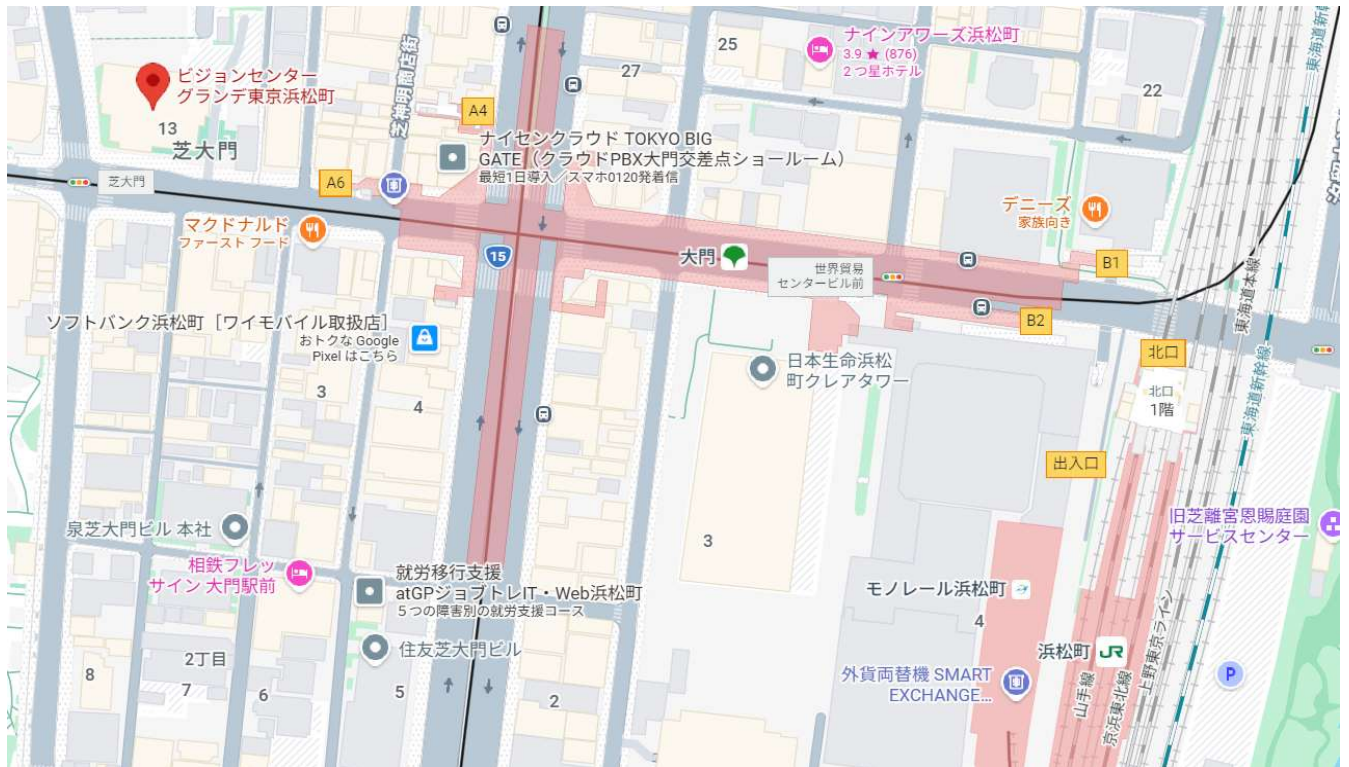 ビジョンセンター
グランデ東京浜松町
13
芝大門
芝大門
芝神明商店街
A4
A6
ナイセンクラウド TOKYO BIG
GATE（クラウドPBX大門交差点ショールーム）
最短1日導入／スマホ0120発着信
25
27
22
ナインアワーズ浜松町
3.9 ★ (876)
2 つ星ホテル
東海道新幹
マクドナルド
ファースト フード
15
大門
世界貿易
センタービル前
デニーズ
家族向き
B1
B2
東海道本線
東海道新幹線
北口
北口
1階
出入口
ソフトバンク浜松町［ワイモバイル取扱店］
おトクな Google
Pixel はこちら
3
4
日本生命浜松
町クレアタワー
泉芝大門ビル 本社
相鉄フレッ
サイン 大門駅前
就労移行支援
atGPジョブトレIT・Web浜松町
５つの障害別の就労支援コース
住友芝大門ビル
3
旧芝離宮恩賜庭園
サービスセンター
モノレール浜松町
4
浜松町
JR
上野東京ライン
山手線
京浜東北線
外貨両替機 SMART
EXCHANGE...
P
2丁目
8
7
6
5
2